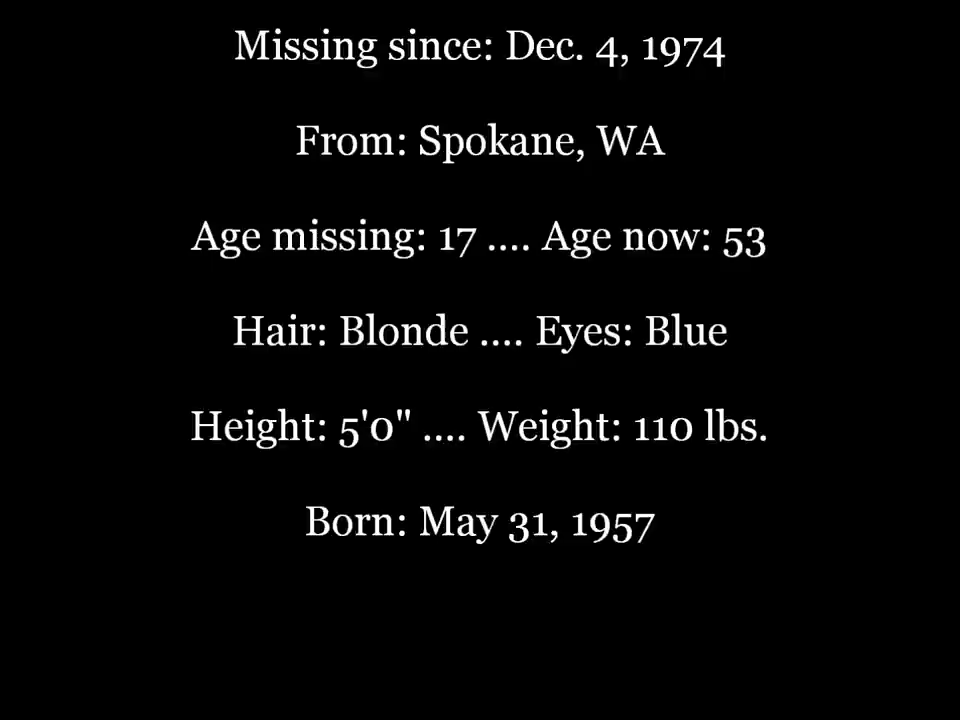 Missing since: Dec. 4, 1974
From: Spokane, WA
Age missing: 17 .... Age now: 53
Hair: Blonde .... Eyes: Blue
Height: 5'0" .... Weight: 110 lbs.
Born: May 31, 1957